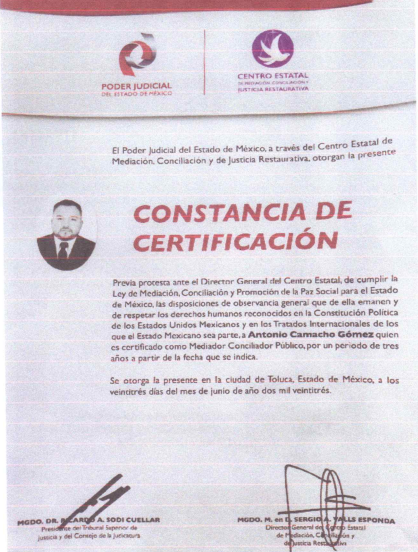 PODER JUDICIAL
DEL ESTADO DE MÉXICO
CENTRO ESTATAL
DE MEDIACIÓN, CONCILIACIÓN Y
JUSTICIA RESTAURATIVA
El Poder Judicial del Estado de México, a través del Centro Estatal de
Mediación, Conciliación y de Justicia Restaurativa, otorgan la presente
CONSTANCIA DE
CERTIFICACIÓN
Previa protesta ante el Director General del Centro Estatal, de cumplir la
Ley de Mediación, Conciliación y Promoción de la Paz Social para el Estado
de México, las disposiciones de observancia general que de ella emanen y
de respetar los derechos humanos reconocidos en la Constitución Política
de los Estados Unidos Mexicanos y en los Tratados Internacionales de los
que el Estado Mexicano sea parte, a Antonio Camacho Gómez quien
es certificado como Mediador Conciliador Público, por un periodo de tres
años a partir de la fecha que se indica.
Se otorga la presente en la ciudad de Toluca, Estado de México, a los
veintitrés días del mes de junio de año dos mil veintitrés.
MGDO. DR. RICARDO A. SODI CUELLAR
Presidente del Tribunal Superior de
Justicia y del Consejo de la Judicatura
MGDO. M. en D. SERGIO A. VALLS ESPONDA
Director General del Centro Estatal
de Mediación, Conciliación y
de Justicia Restaurativa